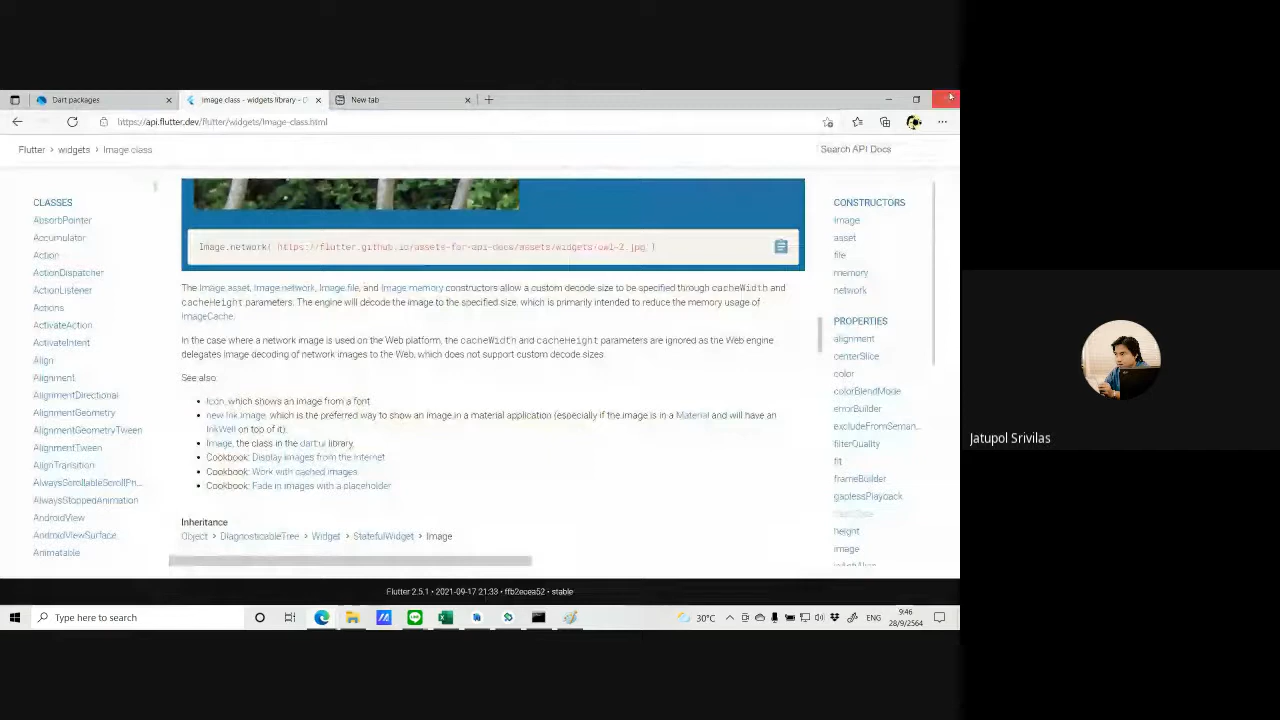 Dart packages
Image class - widgets library - D
New tab
https://api.flutter.dev/flutter/widgets/Image-class.html
Flutter > widgets > Image class
Search API Docs
CLASSES
AbsorbPointer
Accumulator
Action
ActionDispatcher
ActionListener
Actions
ActivateAction
ActivateIntent
Align
Alignment
AlignmentDirectional
AlignmentGeometry
AlignmentGeometryTween
AlignmentTween
AlignTransition
AlwaysScrollableScrollPh...
AlwaysStoppedAnimation
AndroidView
AndroidViewSurface
Animatable
Image.network('https://flutter.github.io/assets-for-api-docs/assets/widgets/owl-2.jpg')
The Image.asset, Image.network, Image.file, and Image.memory constructors allow a custom decode size to be specified through cacheWidth and
cacheHeight parameters. The engine will decode the image to the specified size, which is primarily intended to reduce the memory usage of
ImageCache.
In the case where a network image is used on the Web platform, the cacheWidth and cacheHeight parameters are ignored as the Web engine
delegates image decoding of network images to the Web, which does not support custom decode sizes.
See also:
Icon, which shows an image from a font.
new Ink.image, which is the preferred way to show an image in a material application (especially if the image is in a Material and will have an
InkWell on top of it).
Image, the class in the dart:ui library.
Cookbook: Display images from the internet
Cookbook: Work with cached images
Cookbook: Fade in images with a placeholder
Inheritance
Object > DiagnosticableTree > Widget > StatefulWidget > Image
CONSTRUCTORS
Image
asset
file
memory
network
PROPERTIES
alignment
centerSlice
color
colorBlendMode
errorBuilder
excludeFromSeman...
filterQuality
fit
frameBuilder
gaplessPlayback
hashCode
height
image
Flutter 2.5.1 • 2021-09-17 21:33 • ffb2ecea52 • stable
Type here to search
30°C
ENG
9:46
28/9/2564
Jatupol Srivilas